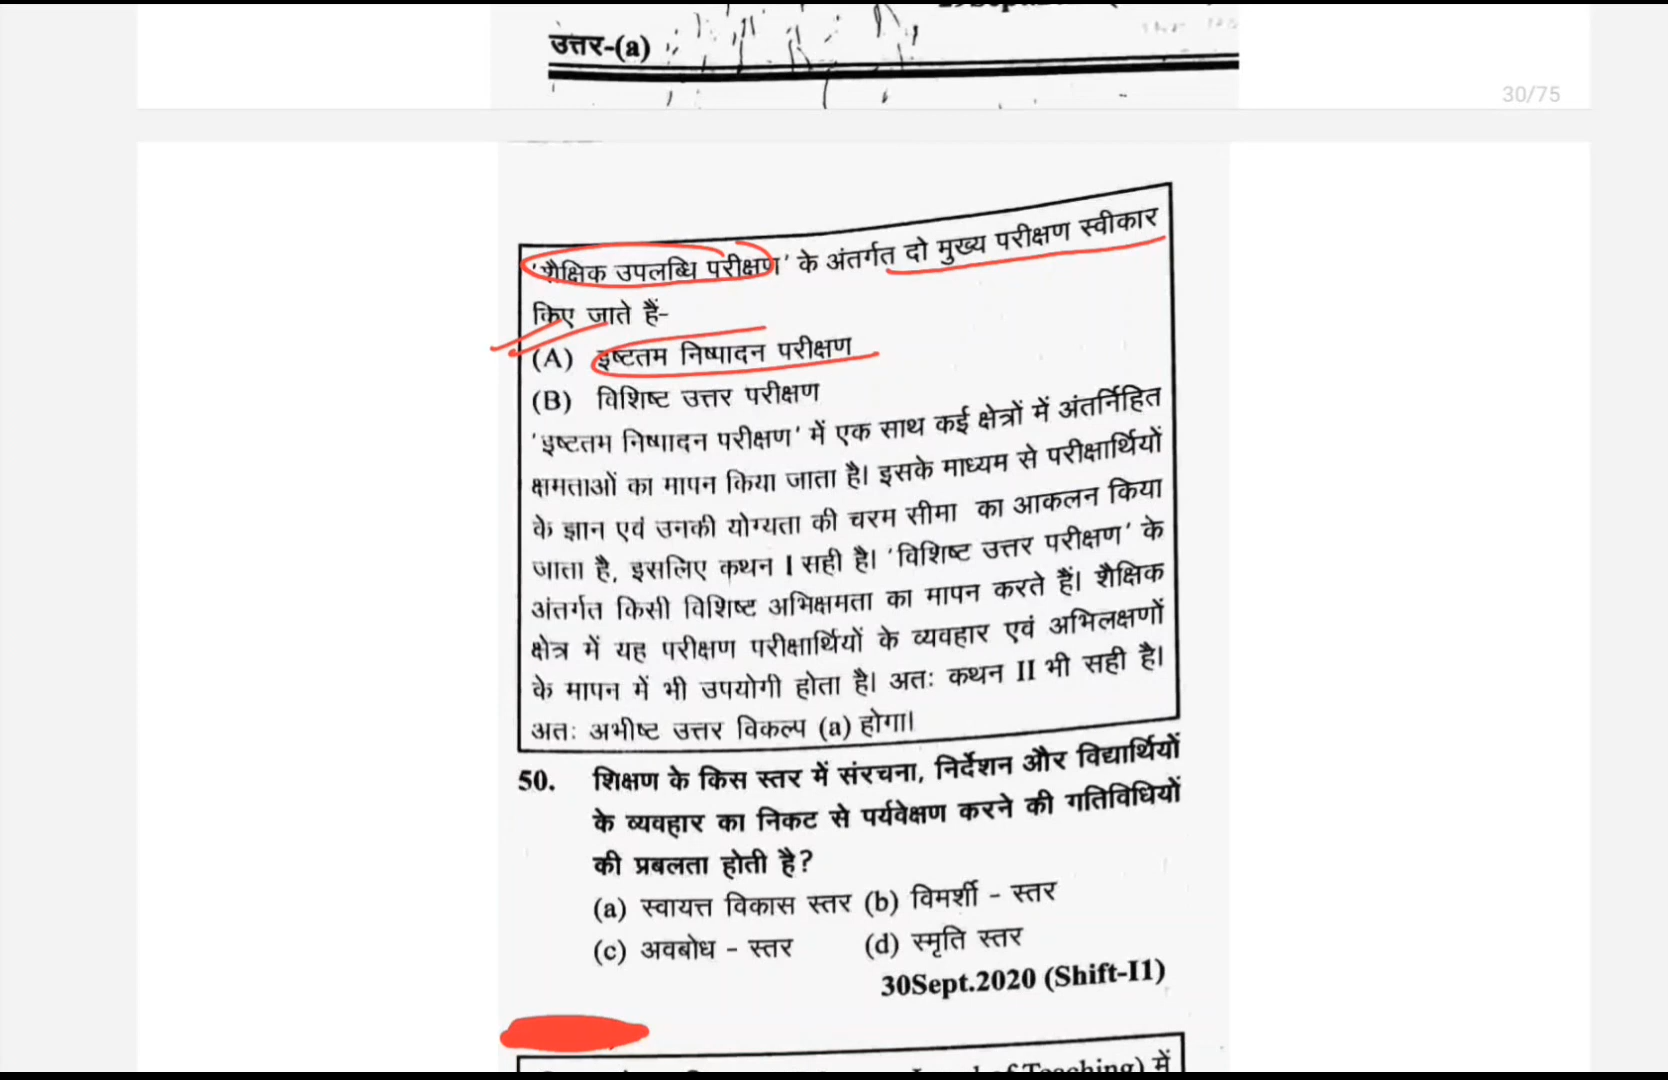 उत्तर-(a)
30/75
'शैक्षिक उपलब्धि परीक्षण' के अंतर्गत दो मुख्य परीक्षण स्वीकार
किए जाते हैं-
(A) इष्टतम निष्पादन परीक्षण
(B) विशिष्ट उत्तर परीक्षण
'इष्टतम निष्पादन परीक्षण' में एक साथ कई क्षेत्रों में अंतर्निहित
क्षमताओं का मापन किया जाता है। इसके माध्यम से परीक्षार्थियों
के ज्ञान एवं उनकी योग्यता की चरम सीमा का आकलन किया
जाता है, इसलिए कथन I सही है। 'विशिष्ट उत्तर परीक्षण' के
अंतर्गत किसी विशिष्ट अभिक्षमता का मापन करते हैं। शैक्षिक
क्षेत्र में यह परीक्षण परीक्षार्थियों के व्यवहार एवं अभिलक्षणों
के मापन में भी उपयोगी होता है। अतः कथन II भी सही है।
अतः अभीष्ट उत्तर विकल्प (a) होगा।
50. शिक्षण के किस स्तर में संरचना, निर्देशन और विद्यार्थियों
के व्यवहार का निकट से पर्यवेक्षण करने की गतिविधियों
की प्रबलता होती है?
(a) स्वायत्त विकास स्तर (b) विमर्शी - स्तर
(c) अवबोध - स्तर (d) स्मृति स्तर
30Sept.2020 (Shift-I1)
of Teaching) में